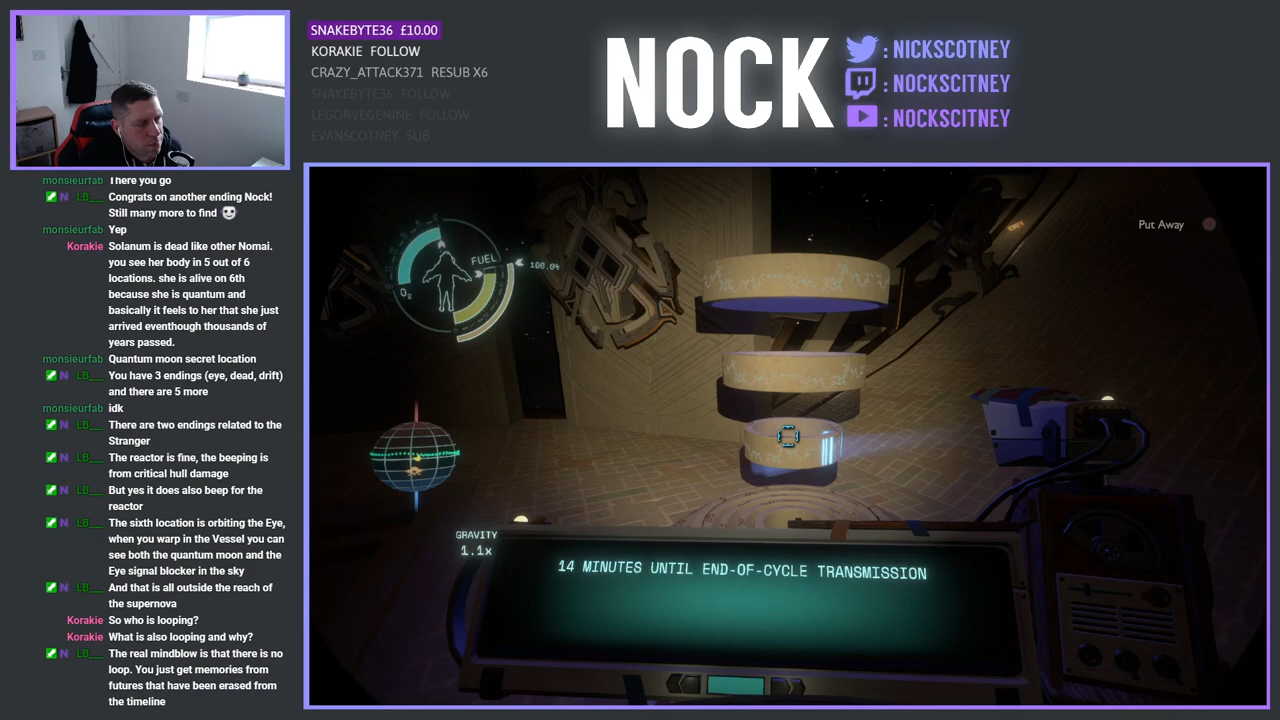 SNAKEBYTE36 £10.00
KORAKIE FOLLOW
CRAZY_ATTACK371 RESUB X6
SNAKEBYTE36 FOLLOW
LEGORVEGENINE FOLLOW
EVANSCOTNEY SUB
NOCK
: NICKSCOTNEY
: NOCKSCITNEY
: NOCKSCITNEY
monsieurfab There you go
N LB__ Congrats on another ending Nock!
Still many more to find
monsieurfab Yep
Korakie Solanum is dead like other Nomai.
you see her body in 5 out of 6
locations. she is alive on 6th
because she is quantum and
basically it feels to her that she just
arrived eventhough thousands of
years passed.
monsieurfab Quantum moon secret location
N LB__ You have 3 endings (eye, dead, drift)
and there are 5 more
monsieurfab idk
N LB__ There are two endings related to the
Stranger
N LB__ The reactor is fine, the beeping is
from critical hull damage
N LB__ But yes it does also beep for the
reactor
N LB__ The sixth location is orbiting the Eye,
when you warp in the Vessel you can
see both the quantum moon and the
Eye signal blocker in the sky
N LB__ And that is all outside the reach of
the supernova
Korakie So who is looping?
Korakie What is also looping and why?
N LB__ The real mindblow is that there is no
loop. You just get memories from
futures that have been erased from
the timeline
Put Away
FUEL
100.0%
O2
GRAVITY
1.1x
14 MINUTES UNTIL END-OF-CYCLE TRANSMISSION